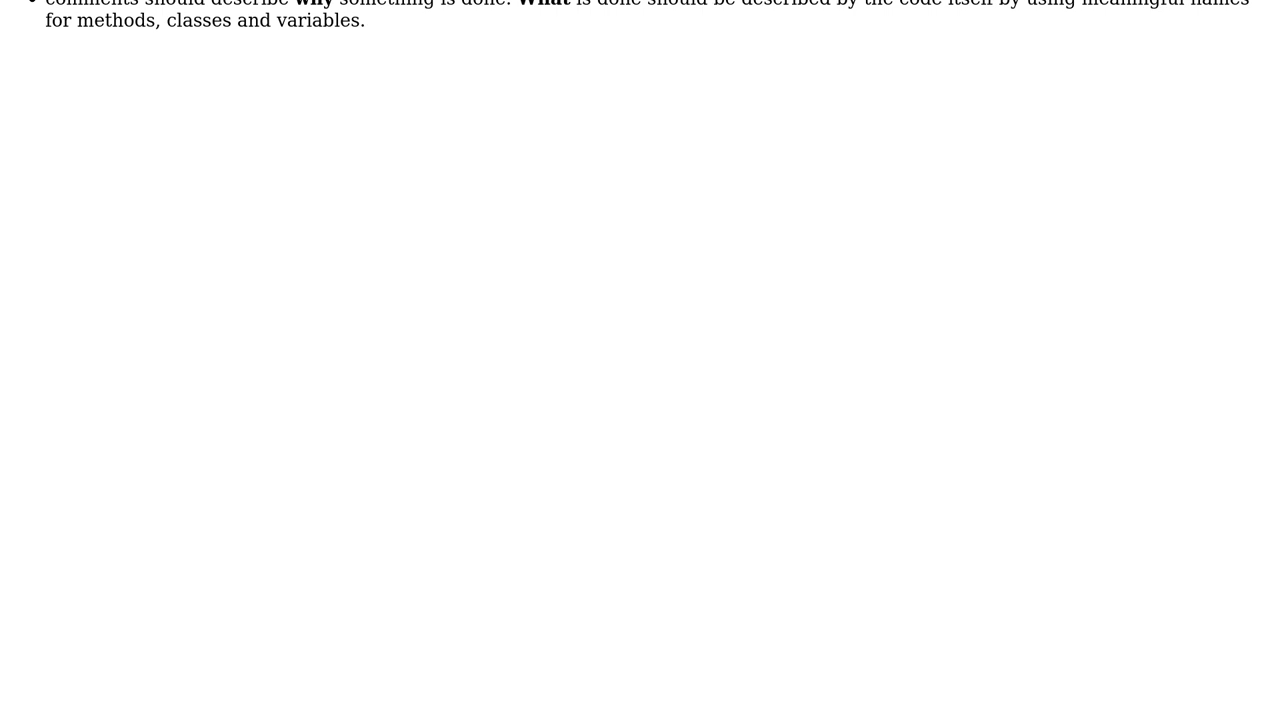 • comments should describe why something is done. What is done should be described by the code itself by using meaningful names
for methods, classes and variables.